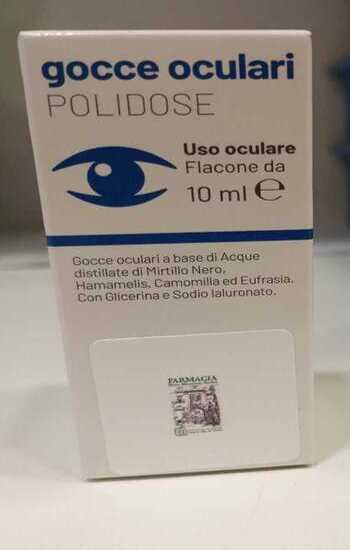 gocce oculari
POLIDOSE
Uso oculare
Flacone da
10 ml ℮
Gocce oculari a base di Acque
distillate di Mirtillo Nero,
Hamamelis, Camomilla ed Eufrasia.
Con Glicerina e Sodio Ialuronato.
FARMACIA